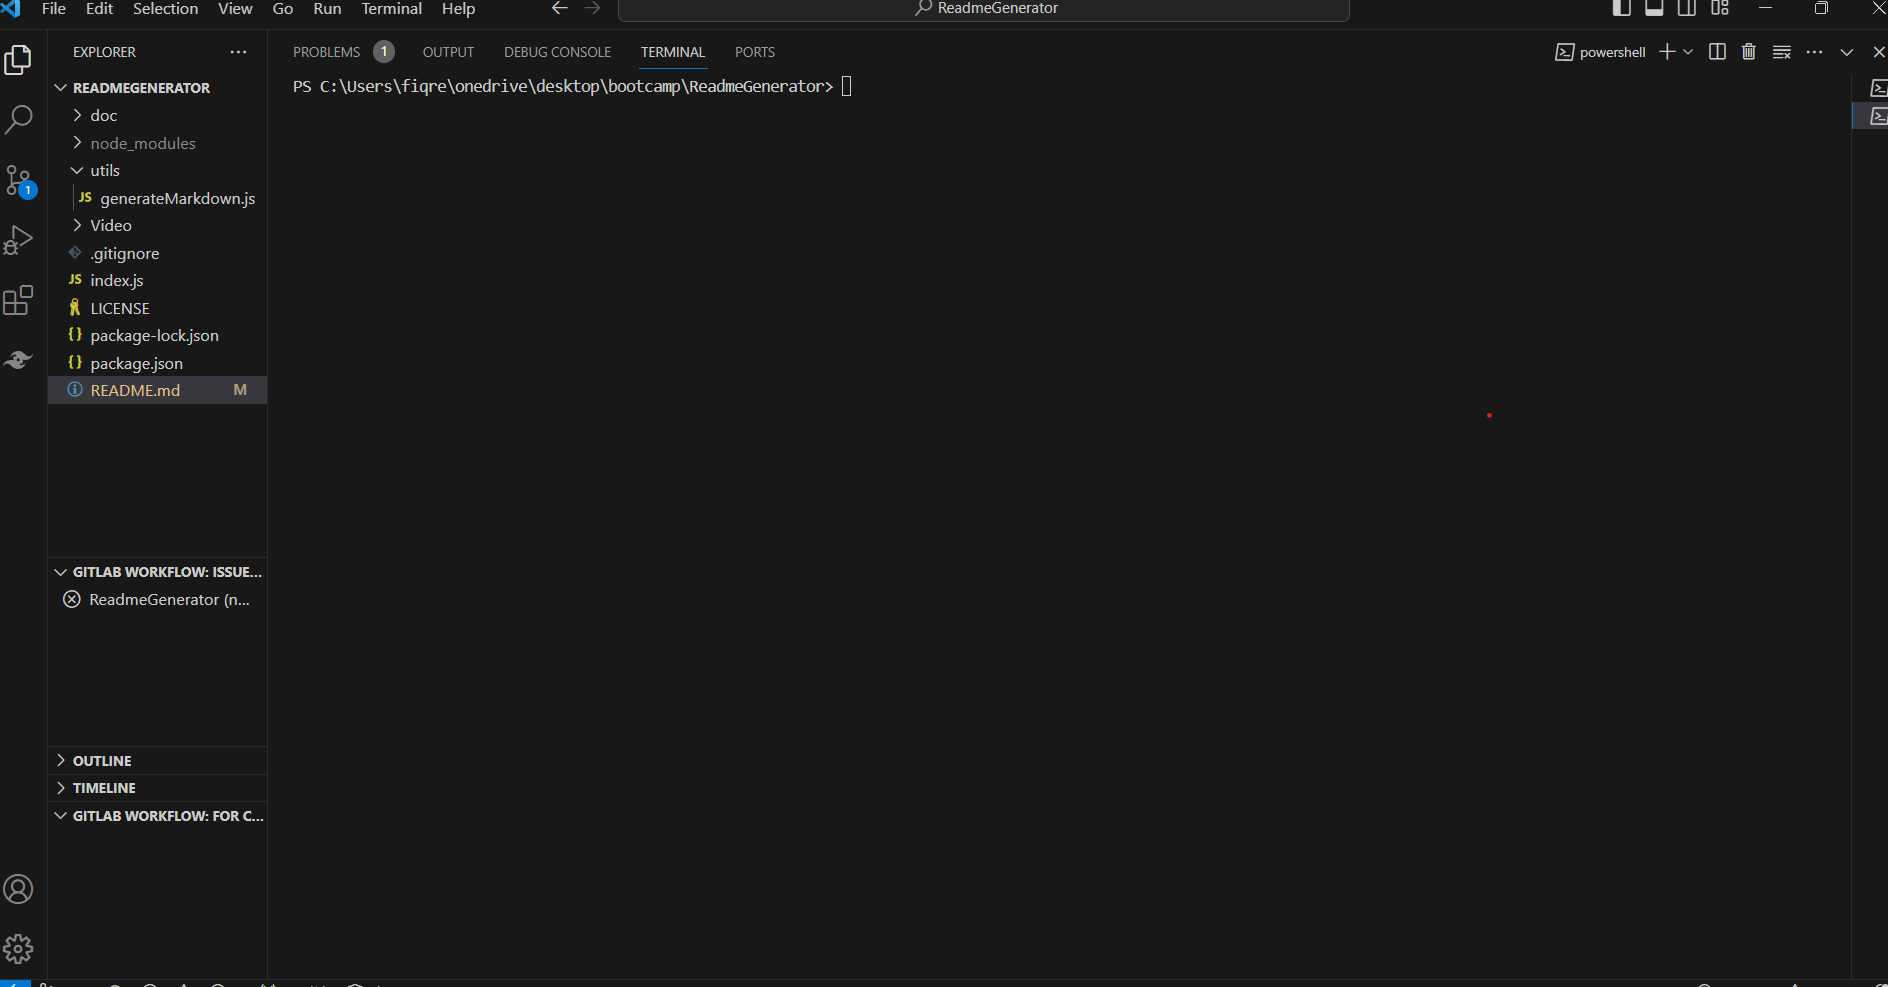 File Edit Selection View Go Run Terminal Help
ReadmeGenerator
EXPLORER
PROBLEMS 1 OUTPUT DEBUG CONSOLE TERMINAL PORTS
powershell
READMEGENERATOR
PS C:\Users\fiqre\onedrive\desktop\bootcamp\ReadmeGenerator>
doc
node_modules
utils
JS generateMarkdown.js
Video
.gitignore
JS index.js
LICENSE
{} package-lock.json
{} package.json
README.md M
1
GITLAB WORKFLOW: ISSUE...
ReadmeGenerator (n...
OUTLINE
TIMELINE
GITLAB WORKFLOW: FOR C...